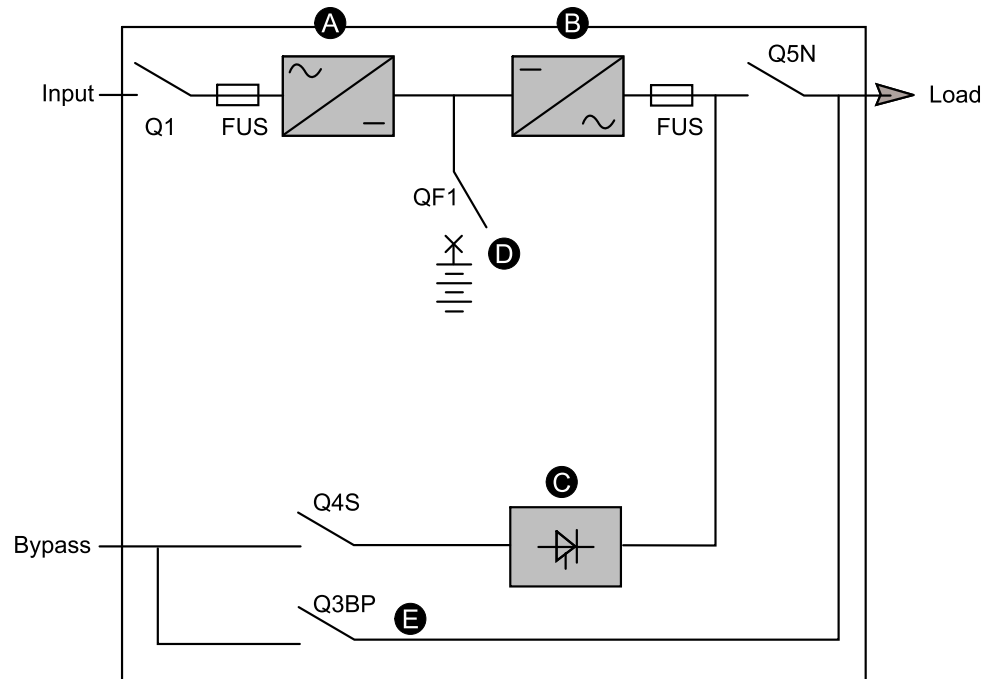 A
B
Q5N
Input
Load
Q1
FUS
FUS
QF1
D
C
Q4S
Bypass
Q3BP
E